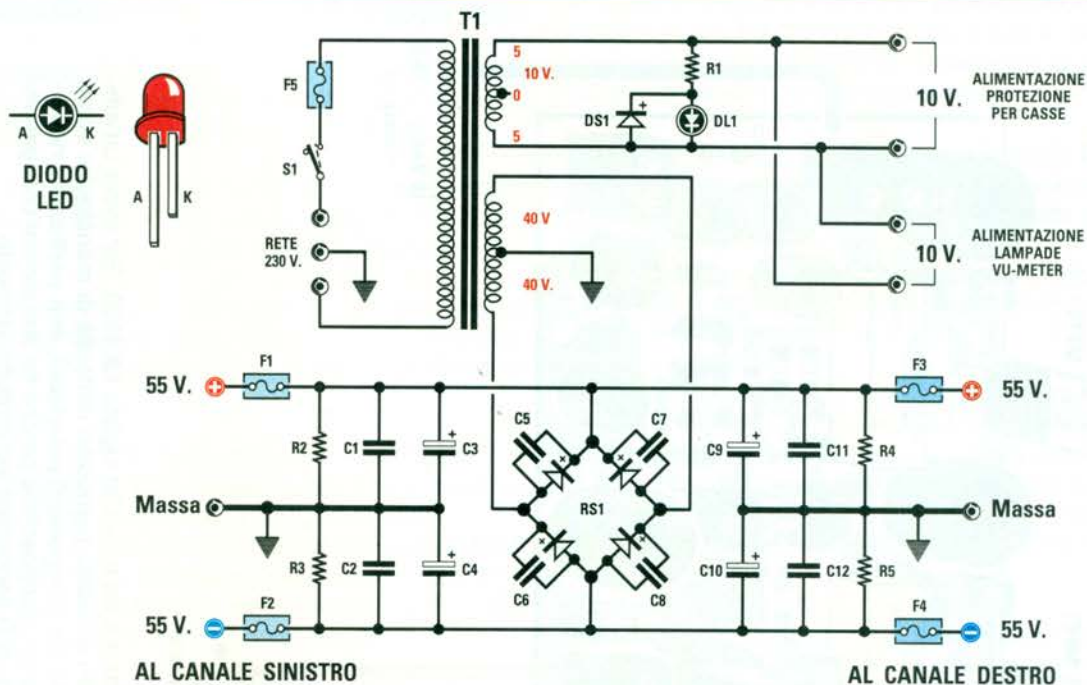 T1
F5
S1
RETE
230 V.
5
10 V.
0
5
R1
DS1
+
DL1
10 V.
ALIMENTAZIONE
PROTEZIONE
PER CASSE
10 V.
ALIMENTAZIONE
LAMPADE
VU-METER
A
K
DIODO
LED
A
K
40 V
40 V.
F1
F3
55 V.
+
+
55 V.
R2
C1
+
C3
C5
C7
RS1
+
C9
C11
R4
Massa
Massa
R3
C2
+
C4
C6
C8
+
C10
C12
R5
F2
F4
55 V.
−
−
55 V.
AL CANALE SINISTRO
AL CANALE DESTRO